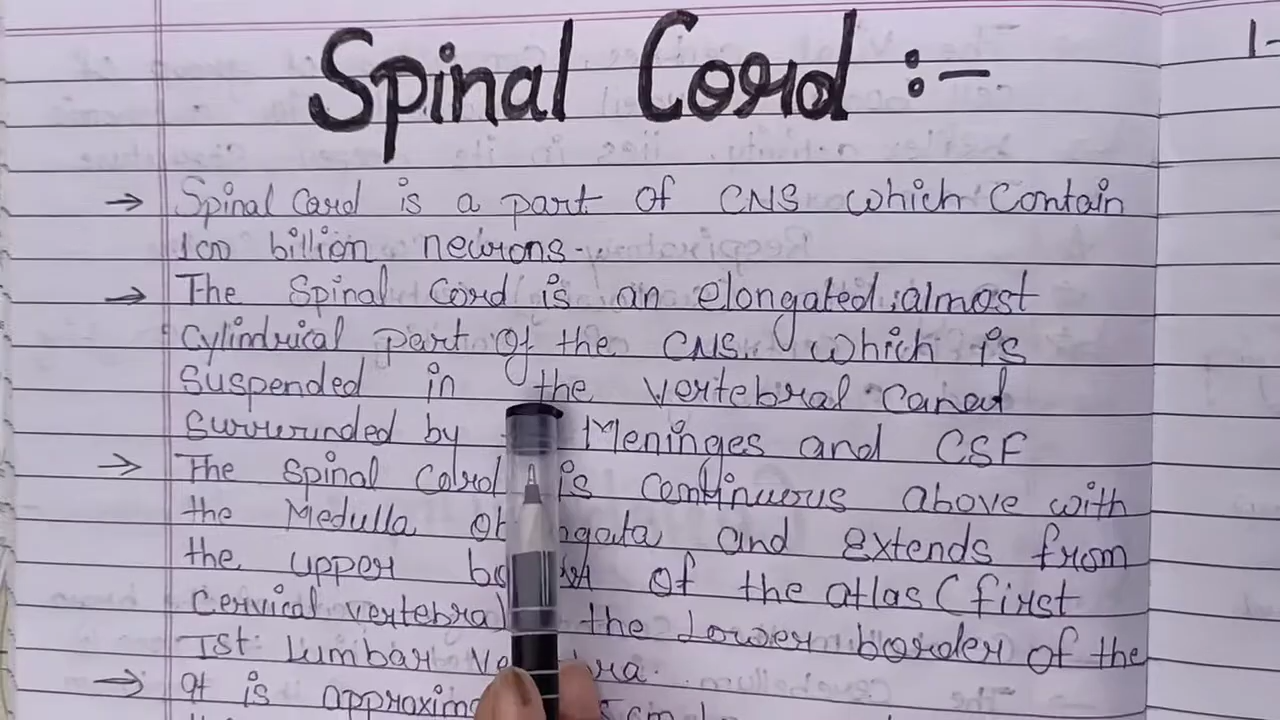 Spinal Cord :-
→ Spinal Cord is a part of CNS which Contain
100 billion neurons.
→ The Spinal Cord is an elongated, almost
Cylindrical part of the CNS, which is
Suspended in the vertebral Canal
Surrounded by Meninges and CSF
→ The Spinal Cord is continuous above with
the Medulla and extends from
the upper of the atlas (first
Cervical vertebra) the Lower border of the
Ist Lumbar
→ It is